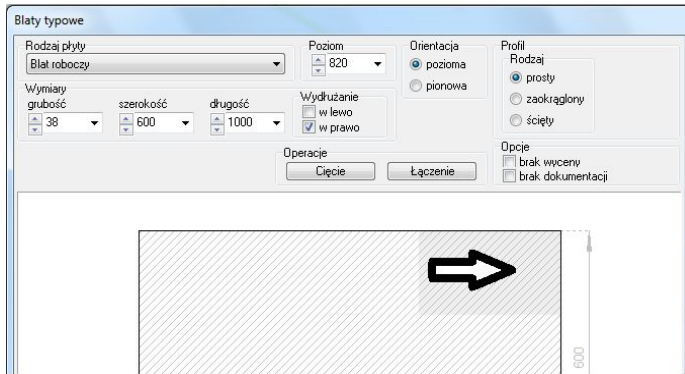 Blaty typowe
Rodzaj płyty
Blat roboczy
Poziom
820
Orientacja
pozioma
pionowa
Profil
Rodzaj
prosty
zaokrąglony
ścięty
Wymiary
grubość szerokość długość
38 600 1000
Wydłużanie
w lewo
w prawo
Operacje
Cięcie Łączenie
Opcje
brak wyceny
brak dokumentacji
600